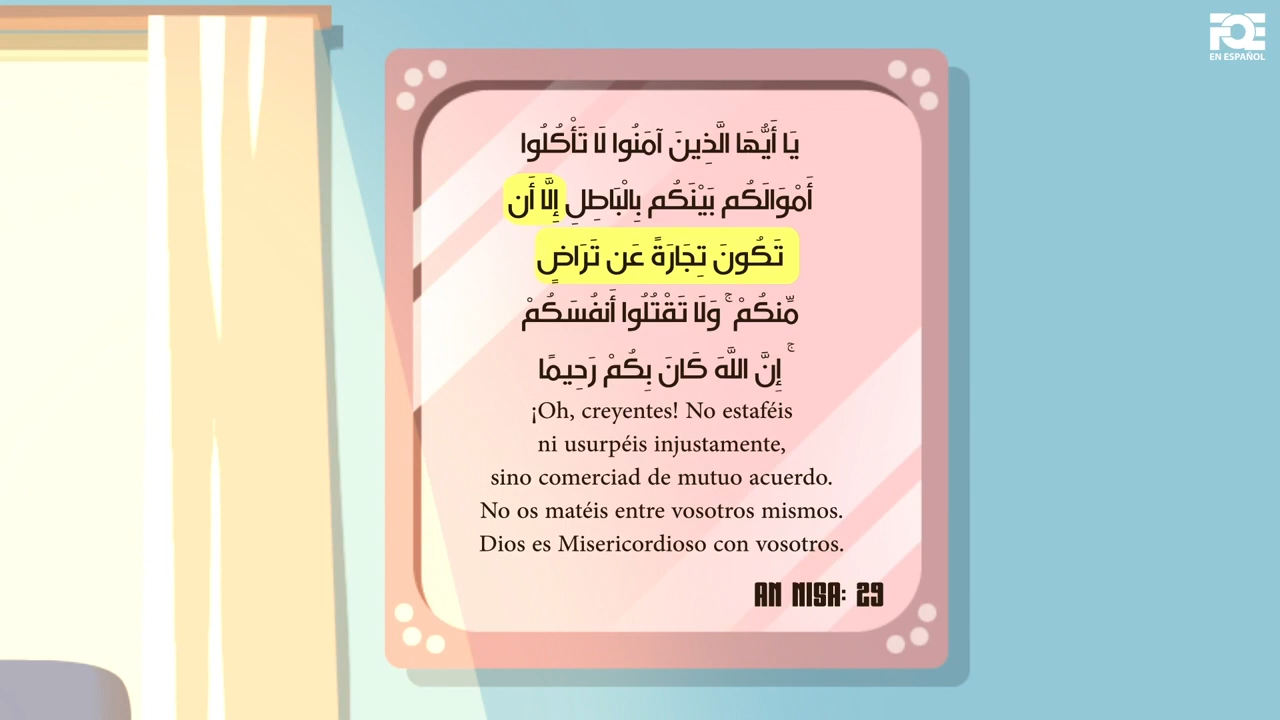 FQE
EN ESPAÑOL
يَا أَيُّهَا الَّذِينَ آمَنُوا لَا تَأْكُلُوا
أَمْوَالَكُم بَيْنَكُم بِالْبَاطِلِ إِلَّا أَن
تَكُونَ تِجَارَةً عَن تَرَاضٍ
مِّنكُمْ ۚ وَلَا تَقْتُلُوا أَنفُسَكُمْ
ۚ إِنَّ اللَّهَ كَانَ بِكُمْ رَحِيمًا
¡Oh, creyentes! No estaféis
ni usurpéis injustamente,
sino comerciad de mutuo acuerdo.
No os matéis entre vosotros mismos.
Dios es Misericordioso con vosotros.
AN NISA: 29